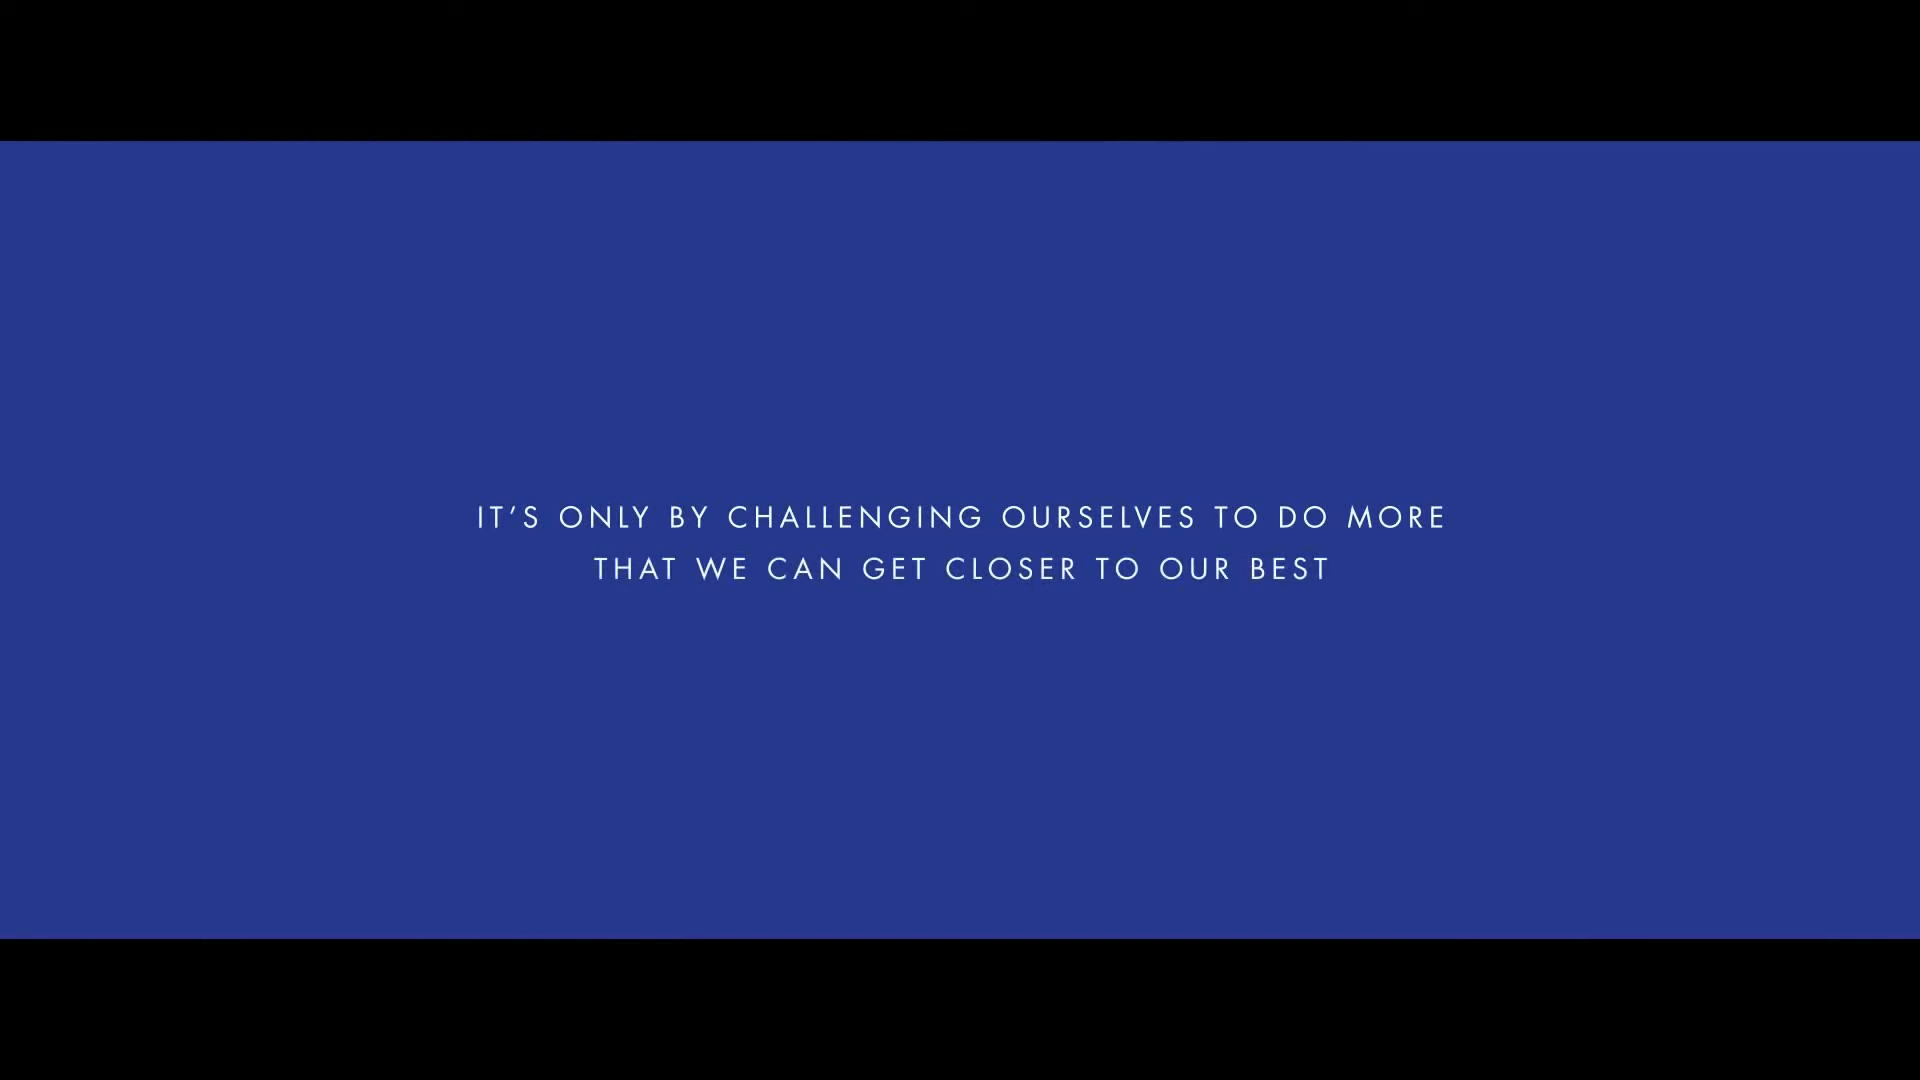 IT’S ONLY BY CHALLENGING OURSELVES TO DO MORE
THAT WE CAN GET CLOSER TO OUR BEST